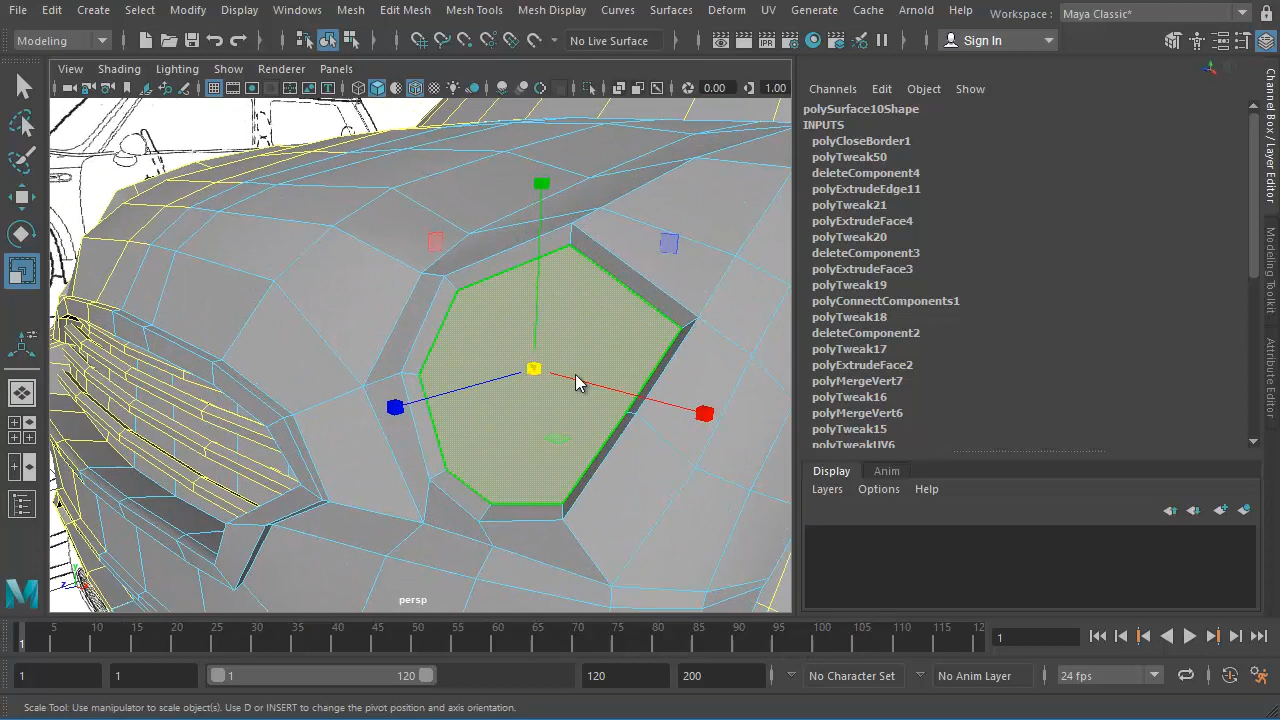 File Edit Create Select Modify Display Windows Mesh Edit Mesh Mesh Tools Mesh Display Curves Surfaces Deform UV Generate Cache Arnold Help Workspace: Maya Classic*
Modeling No Live Surface Sign In
View Shading Lighting Show Renderer Panels
0.00 1.00
Channels Edit Object Show
polySurface10Shape
INPUTS
polyCloseBorder1
polyTweak50
deleteComponent4
polyExtrudeEdge11
polyTweak21
polyExtrudeFace4
polyTweak20
deleteComponent3
polyExtrudeFace3
polyTweak19
polyConnectComponents1
polyTweak18
deleteComponent2
polyTweak17
polyExtrudeFace2
polyMergeVert7
polyTweak16
polyMergeVert6
polyTweak15
polyTweakUV6
Channel Box / Layer Editor
Modeling Toolkit
Attribute Editor
Display Anim
Layers Options Help
persp
5 10 15 20 25 30 35 40 45 50 55 60 65 70 75 80 85 90 95 100 105 110 115 12
1 1
1 1 1 120 120 200 No Character Set No Anim Layer 24 fps
Scale Tool: Use manipulator to scale object(s). Use D or INSERT to change the pivot position and axis orientation.